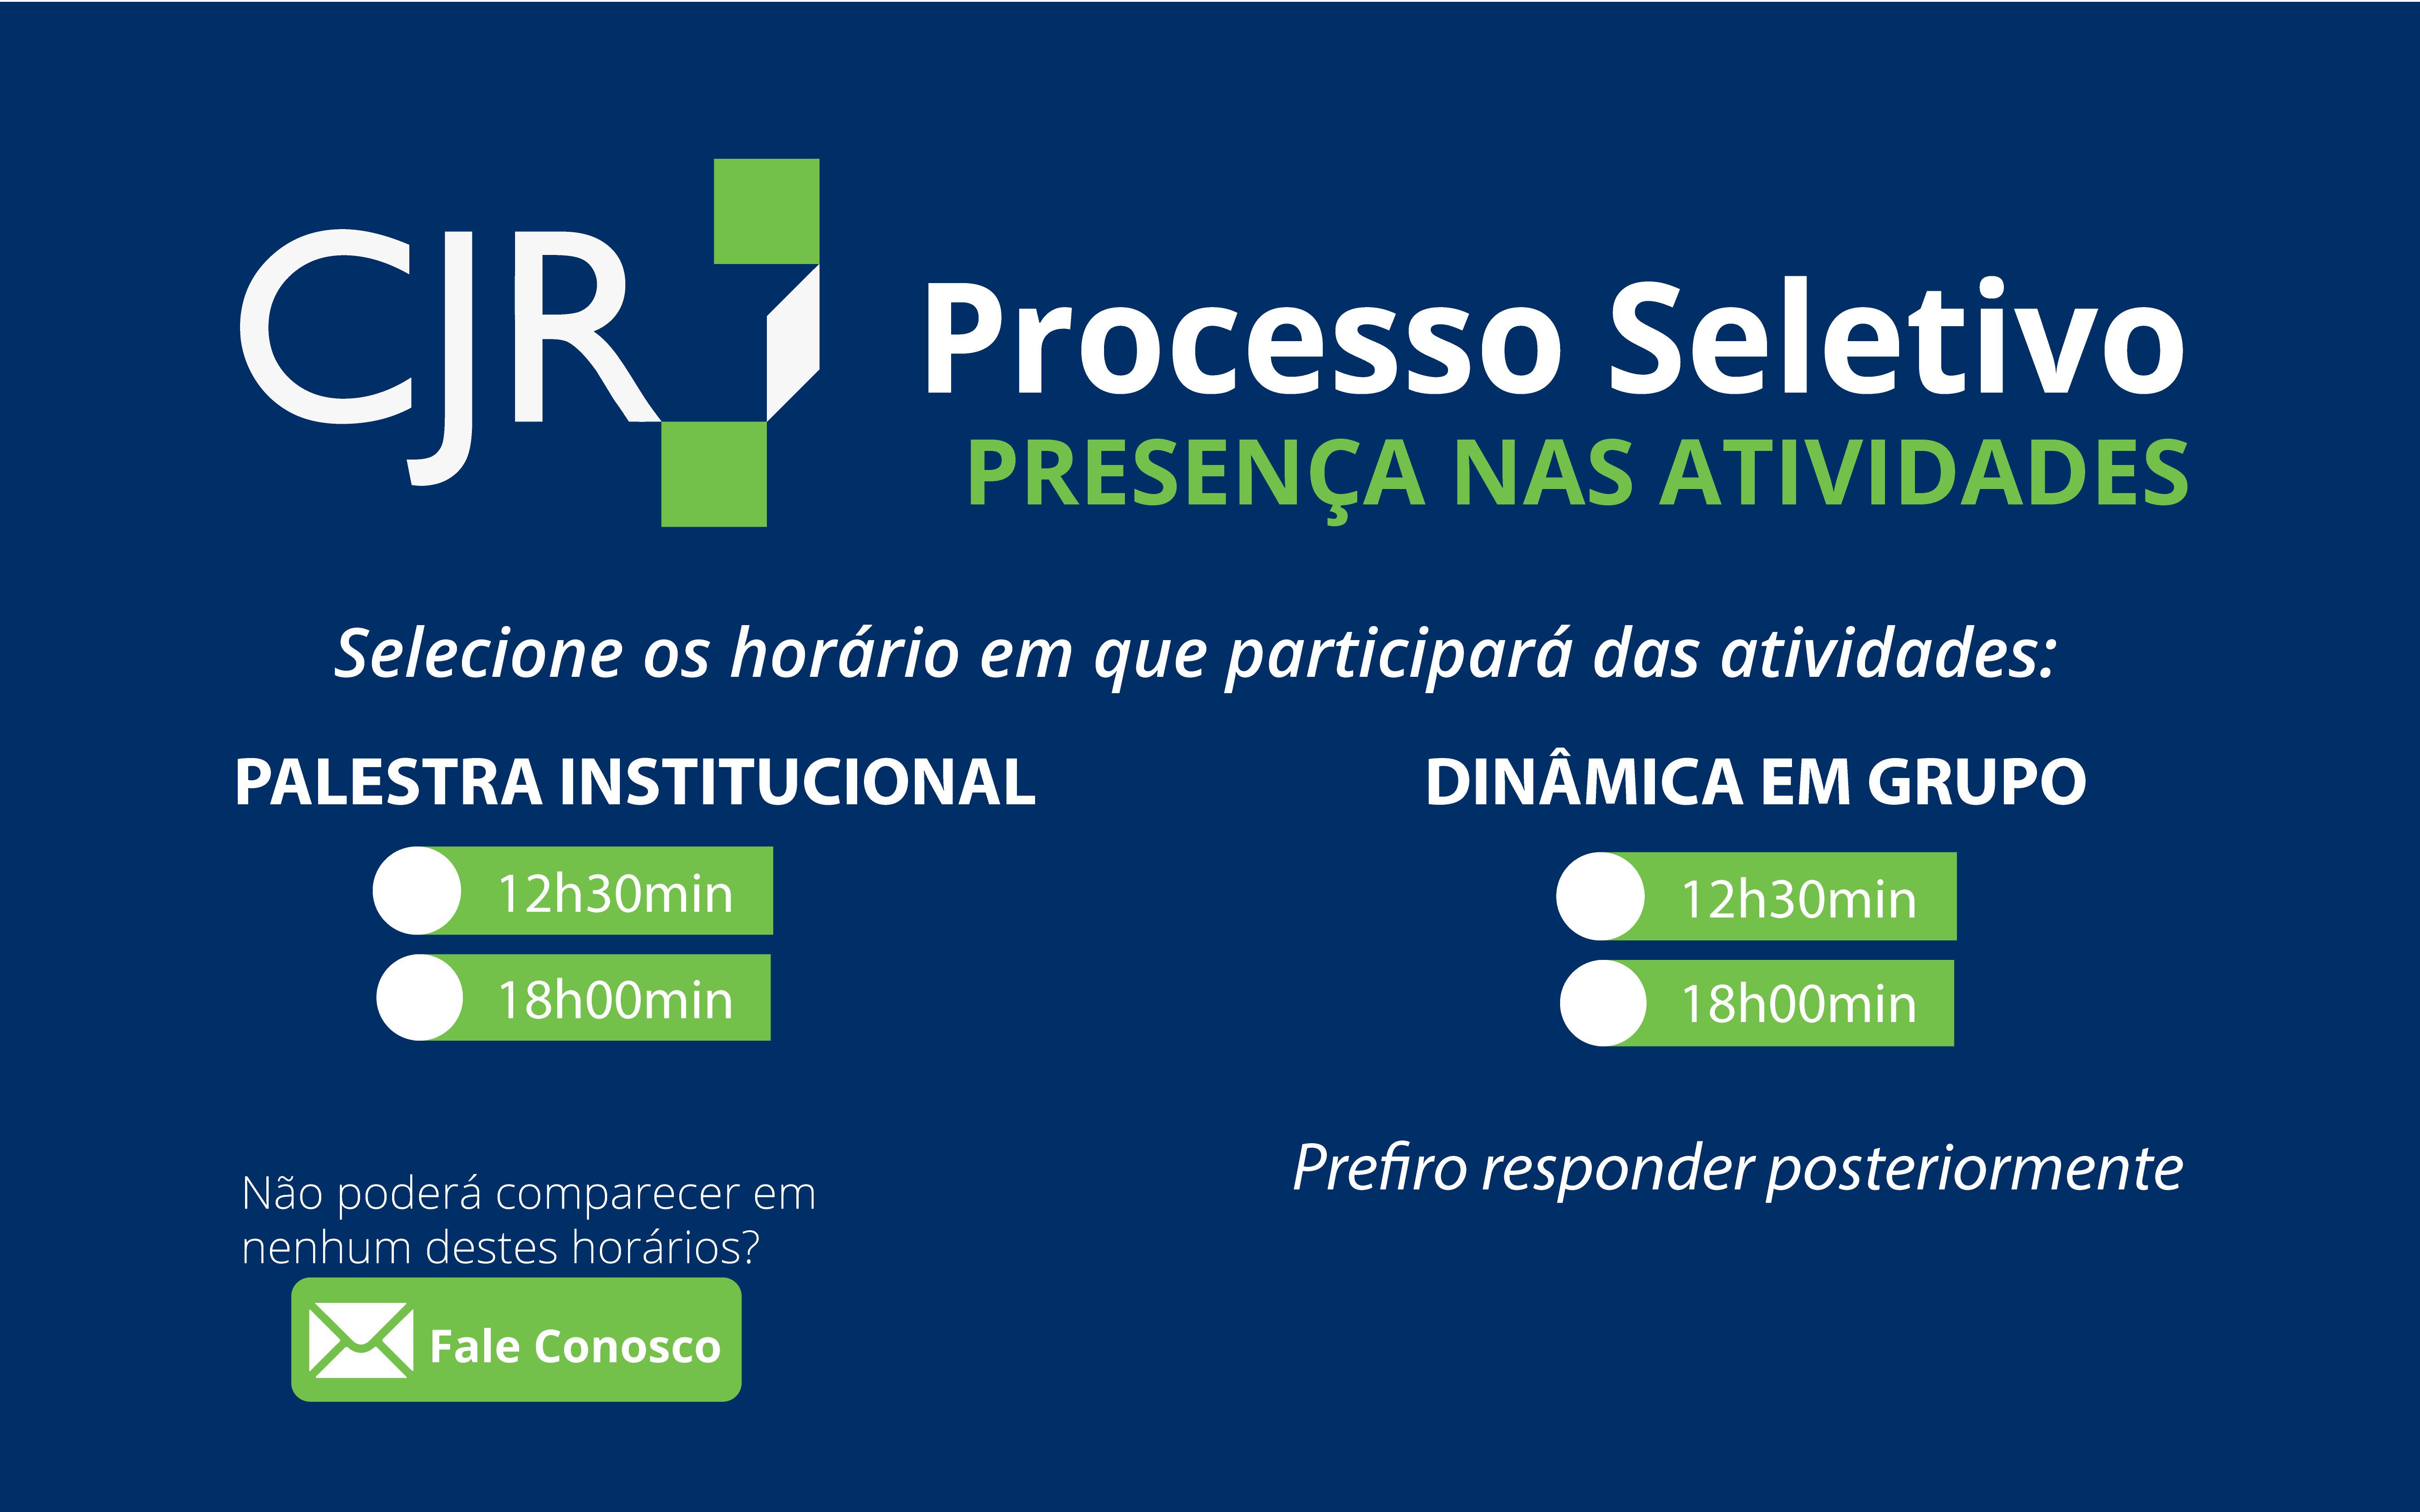 CJR
Processo Seletivo
PRESENÇA NAS ATIVIDADES
Selecione os horário em que participará das atividades:
PALESTRA INSTITUCIONAL
12h30min
18h00min
DINÂMICA EM GRUPO
12h30min
18h00min
Não poderá comparecer em
nenhum destes horários?
Fale Conosco
Prefiro responder posteriormente